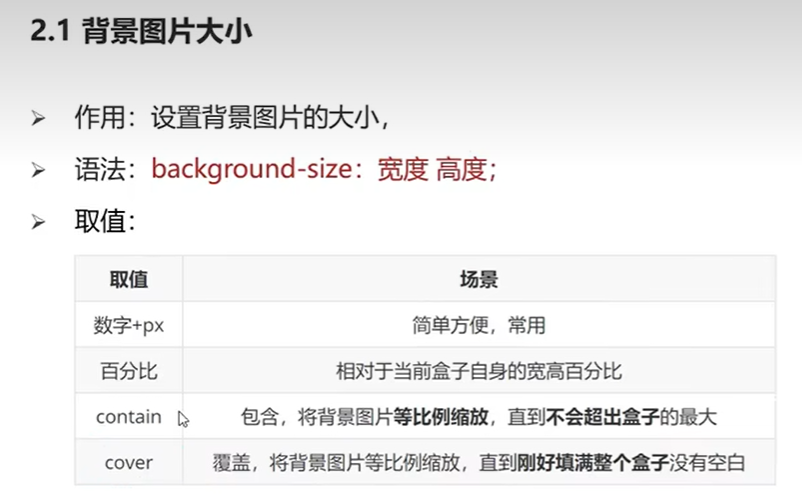 2.1 背景图片大小
作用：设置背景图片的大小，
语法：background-size：宽度 高度；
取值：
取值 场景
数字+px 简单方便，常用
百分比 相对于当前盒子自身的宽高百分比
contain 包含，将背景图片等比例缩放，直到不会超出盒子的最大
cover 覆盖，将背景图片等比例缩放，直到刚好填满整个盒子没有空白